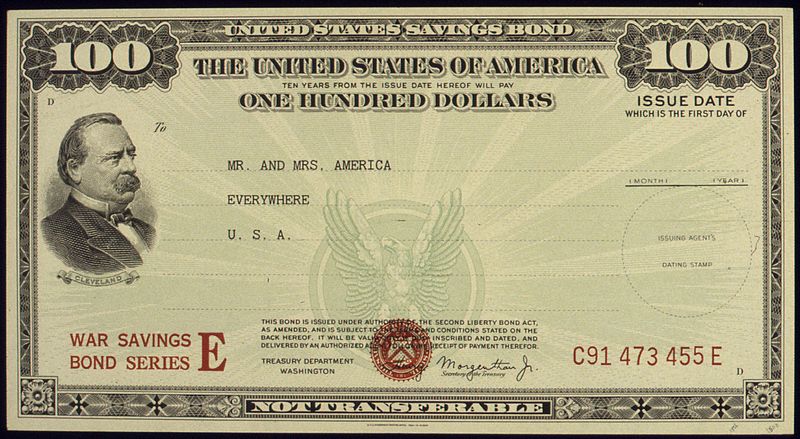 UNITED STATES SAVINGS BOND
100
100
THE UNITED STATES OF AMERICA
TEN YEARS FROM THE ISSUE DATE HEREOF WILL PAY
ONE HUNDRED DOLLARS
ISSUE DATE
WHICH IS THE FIRST DAY OF
D
To
MR. AND MRS. AMERICA
EVERYWHERE
U. S. A.
(MONTH) (YEAR)
ISSUING AGENT'S
DATING STAMP
CLEVELAND
WAR SAVINGS
BOND SERIES E
THIS BOND IS ISSUED UNDER AUTHORITY OF THE SECOND LIBERTY BOND ACT,
AS AMENDED, AND IS SUBJECT TO THE TERMS AND CONDITIONS STATED ON THE
BACK HEREOF. IT WILL BE VALID ONLY IF DULY INSCRIBED AND DATED, AND
DELIVERED BY AN AUTHORIZED AGENT FOLLOWING RECEIPT OF PAYMENT THEREFOR.
TREASURY DEPARTMENT
WASHINGTON
Morgenthau Jr.
Secretary of the Treasury
C91 473 455 E
D
100
NOT TRANSFERABLE
100